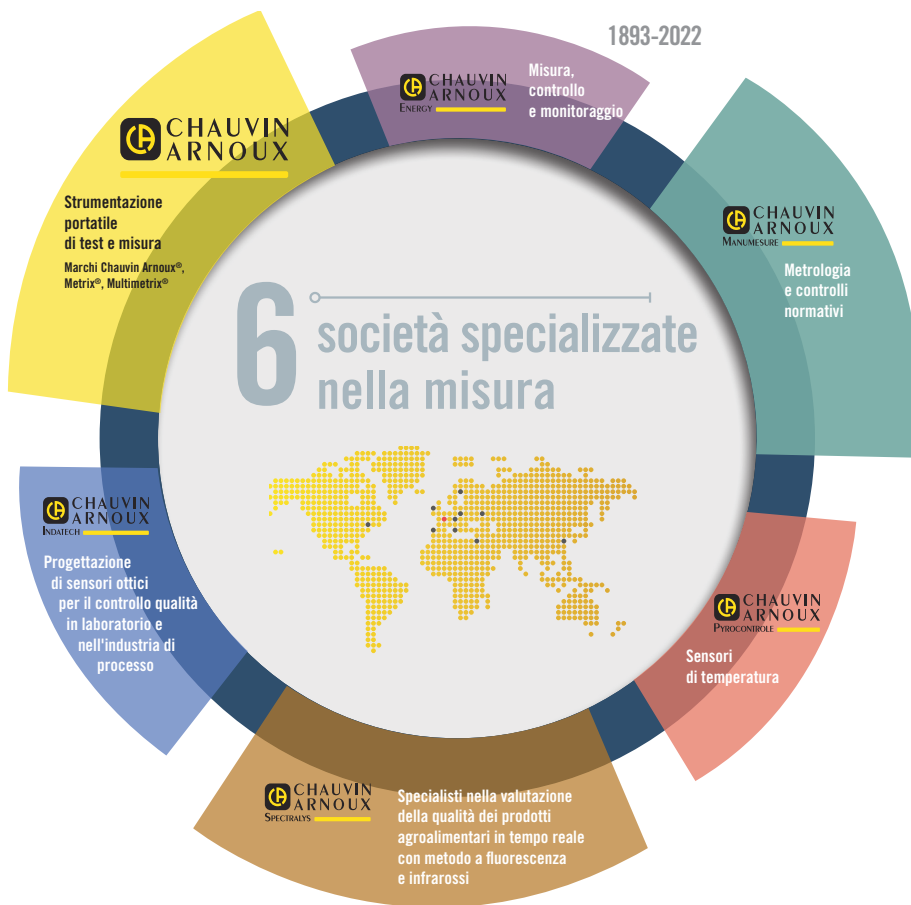 1893-2022
CHAUVIN
ARNOUX
Strumentazione
portatile
di test e misura
Marchi Chauvin Arnoux®,
Metrix®, Multimetrix®
CHAUVIN
ARNOUX
ENERGY
Misura,
controllo
e monitoraggio
CHAUVIN
ARNOUX
MANUMESURE
Metrologia
e controlli
normativi
6 società specializzate
nella misura
CHAUVIN
ARNOUX
INDATECH
Progettazione
di sensori ottici
per il controllo qualità
in laboratorio e
nell'industria di
processo
CHAUVIN
ARNOUX
PYROCONTROLE
Sensori
di temperatura
CHAUVIN
ARNOUX
SPECTRALYS
Specialisti nella valutazione
della qualità dei prodotti
agroalimentari in tempo reale
con metodo a fluorescenza
e infrarossi